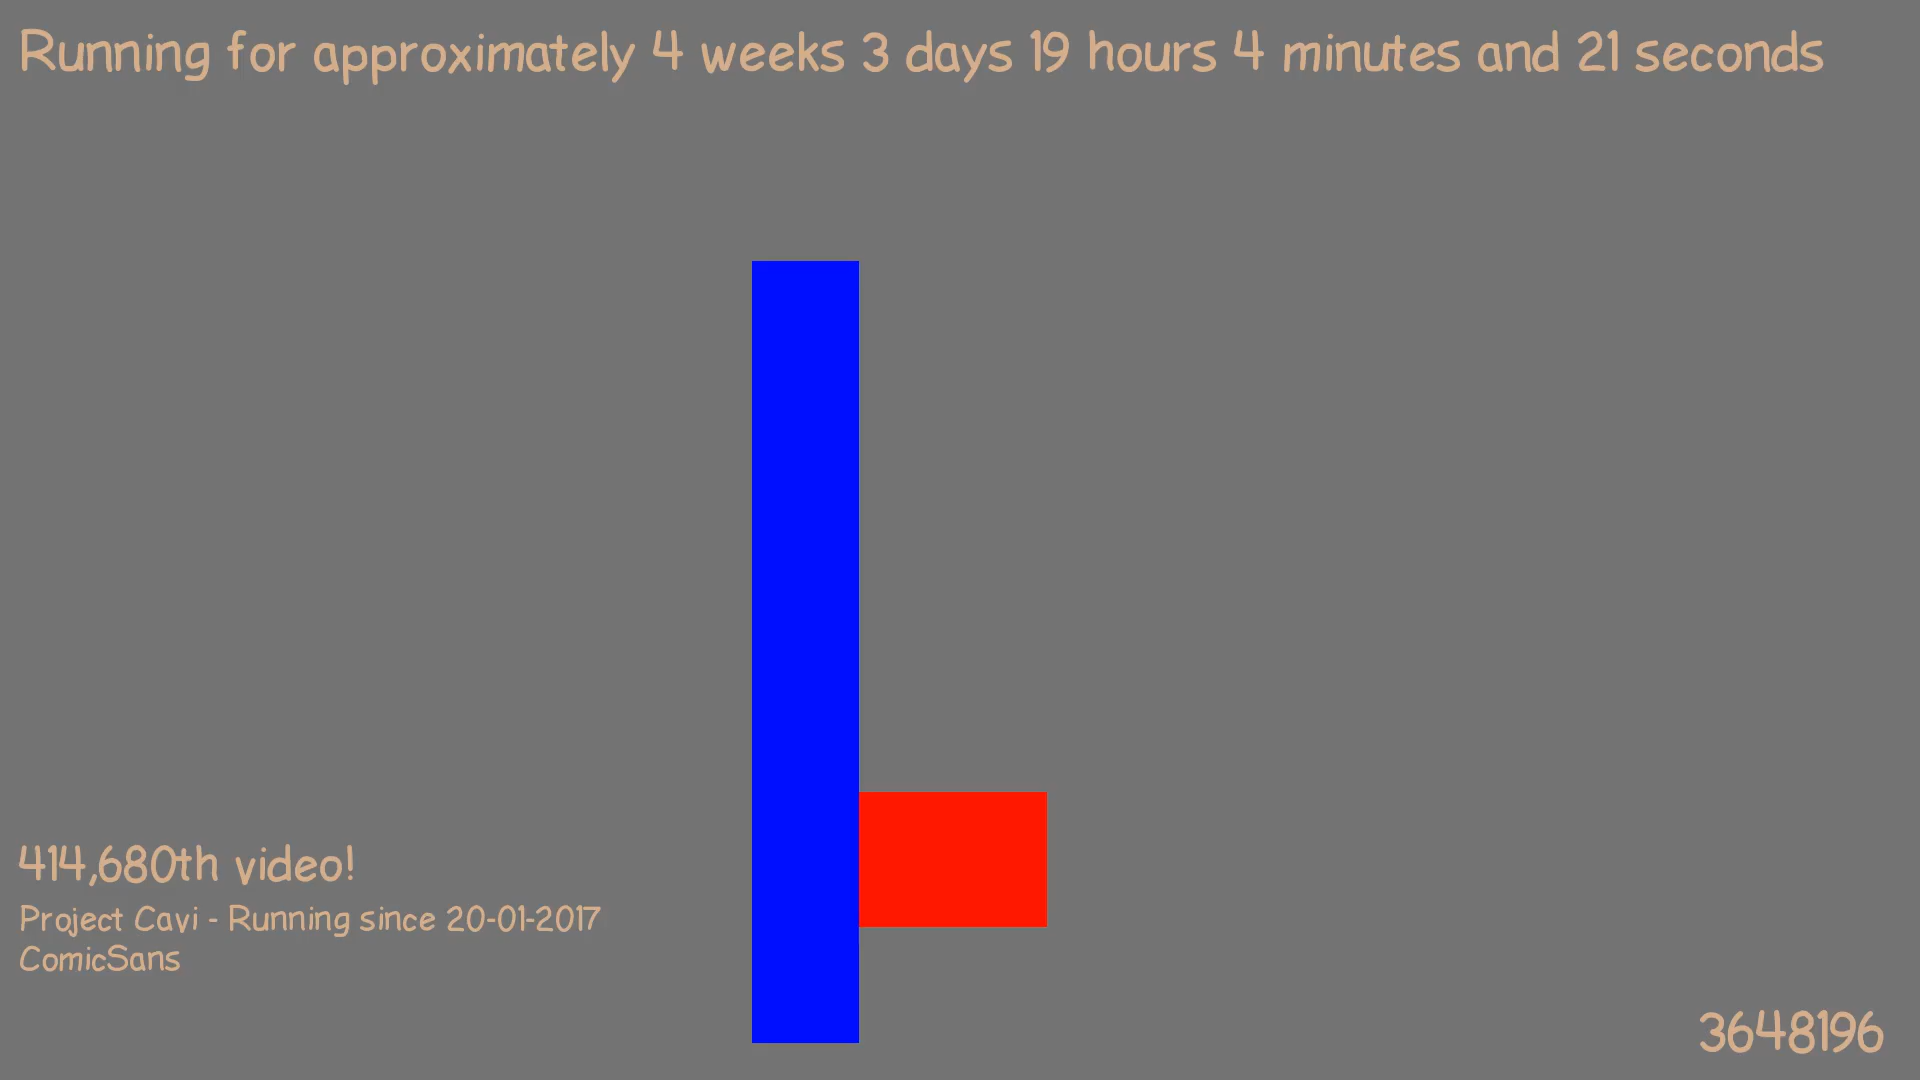 Running for approximately 4 weeks 3 days 19 hours 4 minutes and 21 seconds
414,680th video!
Project Cavi - Running since 20-01-2017
ComicSans
3648196